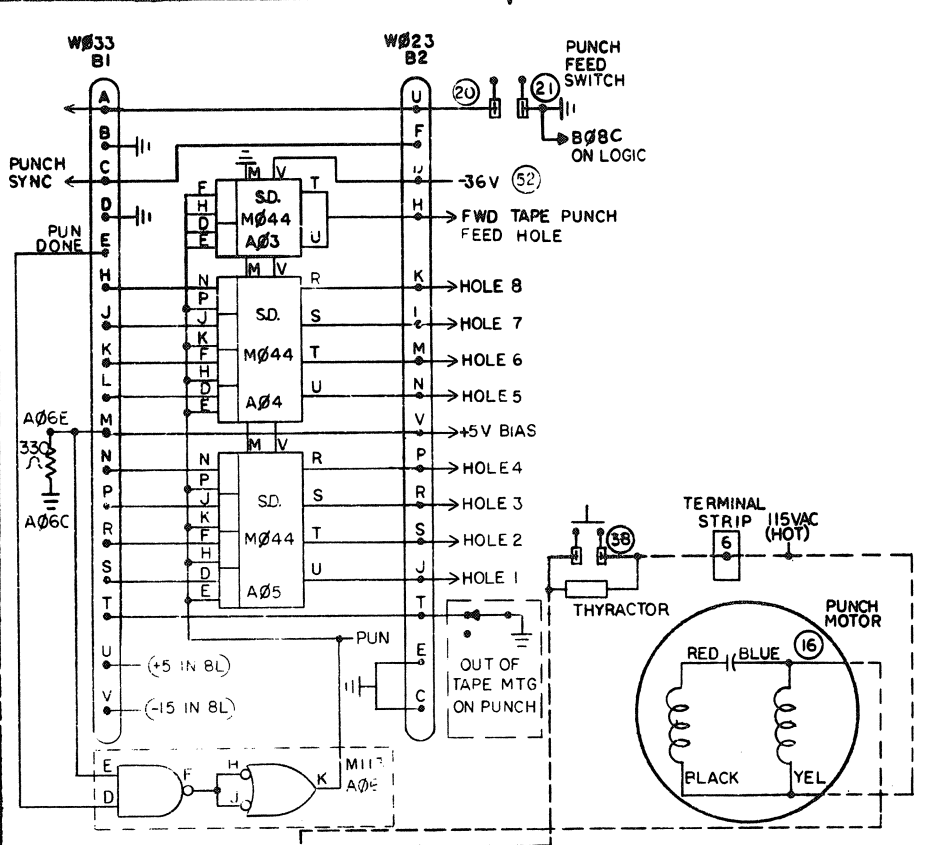 WØ33
B1
WØ23
B2
PUNCH
FEED
SWITCH
A
U
20
21
BØ8C
ON LOGIC
B
F
PUNCH
SYNC
C
M V
-36V 52
D
F
H
D
E
S.D.
MØ44
AØ3
T
U
H
FWD TAPE PUNCH
FEED HOLE
PUN
DONE
E
M V
H
N
P
R
K
HOLE 8
J
J
S.D.
S
I
HOLE 7
K
K
F
MØ44
T
M
HOLE 6
L
H
D
E
AØ4
U
N
HOLE 5
AØ6E
M
V
+5V BIAS
330
Ω
AØ6C
M V
N
N
P
R
P
HOLE 4
P
J
S.D.
S
R
HOLE 3
R
K
F
MØ44
T
S
HOLE 2
S
H
D
E
AØ5
U
J
HOLE 1
T
T
PUN
U
(+5 IN 8L)
E
V
(-15 IN 8L)
C
OUT OF
TAPE MTG
ON PUNCH
E
D
F
H
J
K
38
THYRACTOR
TERMINAL
STRIP
6
115VAC
(HOT)
PUNCH
MOTOR
RED
BLUE
16
BLACK
YEL